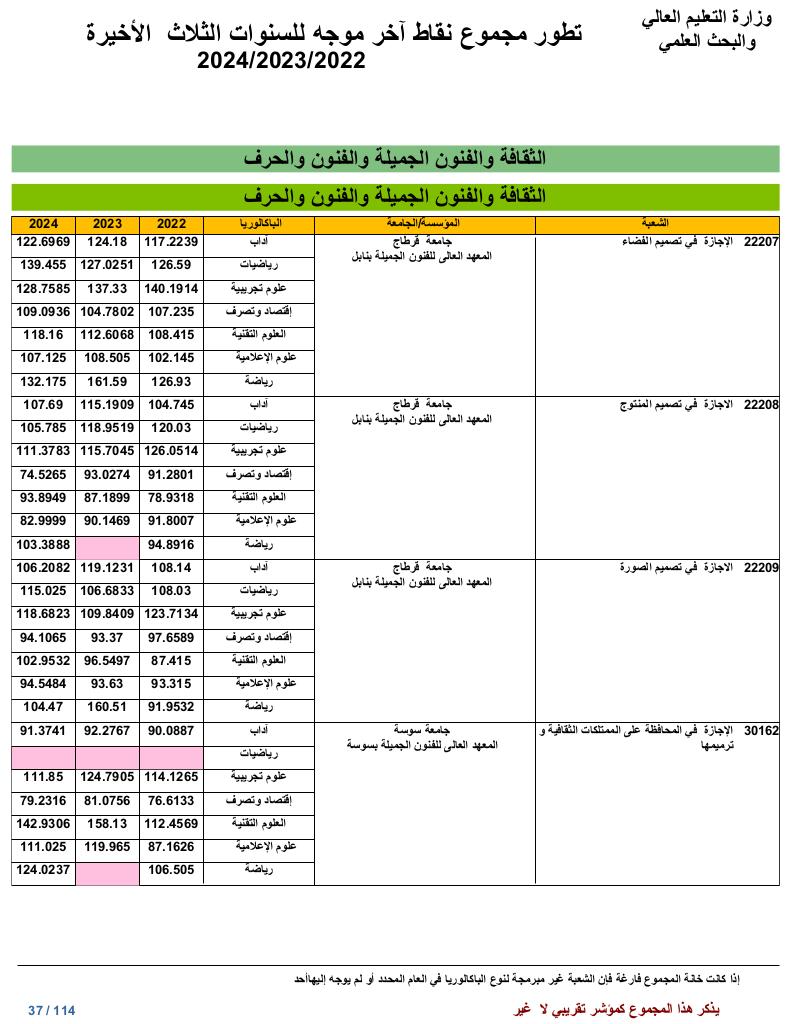 وزارة التعليم العالي
والبحث العلمي
تطور مجموع نقاط آخر موجه للسنوات الثلاث الأخيرة
2024/2023/2022
الثقافة والفنون الجميلة والفنون والحرف
الثقافة والفنون الجميلة والفنون والحرف
الشعبة المؤسسة/الجامعة الباكالوريا 2022 2023 2024
22207 الإجازة في تصميم الفضاء جامعة قرطاج آداب 117.2239 124.18 122.6969
المعهد العالى للفنون الجميلة بنابل
رياضيات 126.59 127.0251 139.455
علوم تجريبية 140.1914 137.33 128.7585
إقتصاد وتصرف 107.235 104.7802 109.0936
العلوم التقنية 108.415 112.6068 118.16
علوم الإعلامية 102.145 108.505 107.125
رياضة 126.93 161.59 132.175
22208 الاجازة في تصميم المنتوج جامعة قرطاج آداب 104.745 115.1909 107.69
المعهد العالى للفنون الجميلة بنابل
رياضيات 120.03 118.9519 105.785
علوم تجريبية 126.0514 115.7045 111.3783
إقتصاد وتصرف 91.2801 93.0274 74.5265
العلوم التقنية 78.9318 87.1899 93.8949
علوم الإعلامية 91.8007 90.1469 82.9999
رياضة 94.8916 103.3888
22209 الاجازة في تصميم الصورة جامعة قرطاج آداب 108.14 119.1231 106.2082
المعهد العالى للفنون الجميلة بنابل
رياضيات 108.03 106.6833 115.025
علوم تجريبية 123.7134 109.8409 118.6823
إقتصاد وتصرف 97.6589 93.37 94.1065
العلوم التقنية 87.415 96.5497 102.9532
علوم الإعلامية 93.315 93.63 94.5484
رياضة 91.9532 160.51 104.47
30162 الإجازة في المحافظة على الممتلكات الثقافية و جامعة سوسة آداب 90.0887 92.2767 91.3741
ترميمها المعهد العالى للفنون الجميلة بسوسة
رياضيات
علوم تجريبية 114.1265 124.7905 111.85
إقتصاد وتصرف 76.6133 81.0756 79.2316
العلوم التقنية 112.4569 158.13 142.9306
علوم الإعلامية 87.1626 119.965 111.025
رياضة 106.505 124.0237
إذا كانت خانة المجموع فارغة فإن الشعبة غير مبرمجة لنوع الباكالوريا في العام المحدد أو لم يوجه إليهاأحد
يذكر هذا المجموع كمؤشر تقريبي لا غير
37 / 114